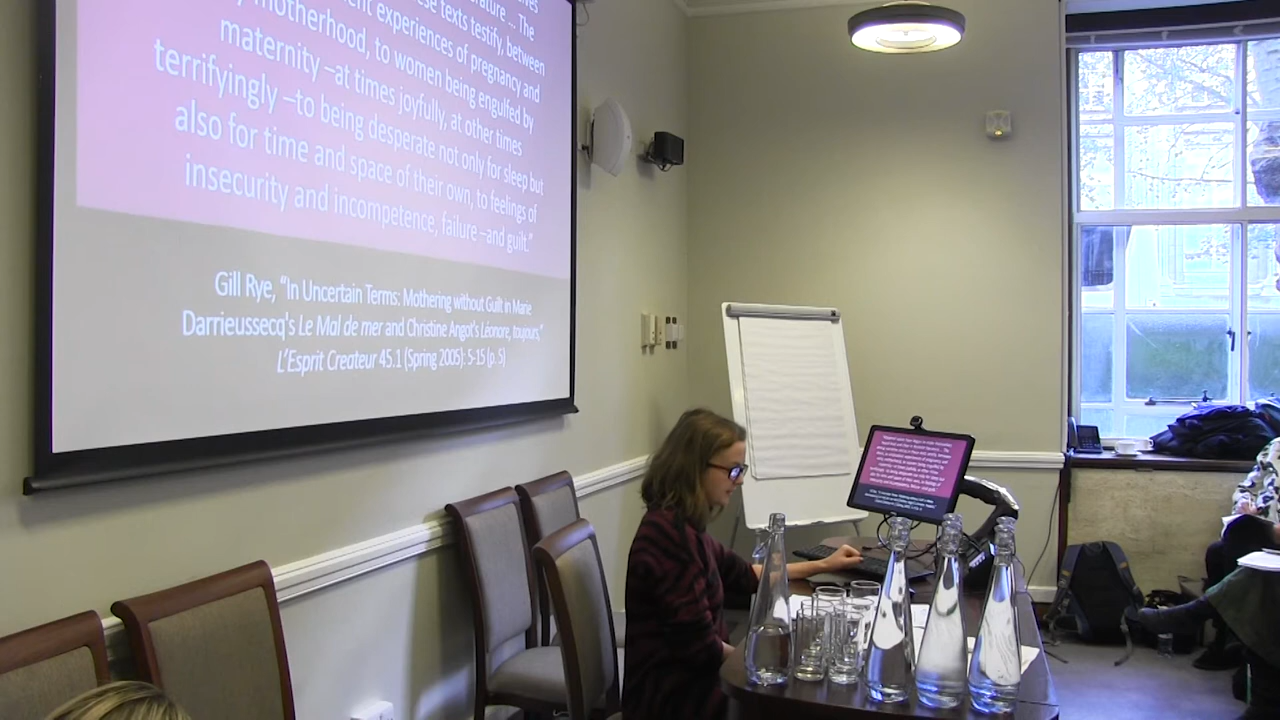 ature ... The
ese texts testify, between
ent experiences of pregnancy and
motherhood, to women being engulfed by
maternity –at times joyfully, at other times
terrifyingly –to being desperate not only for sleep but
also for time and space of their own, to feelings of
insecurity and incompetence, failure –and guilt."
Gill Rye, "In Uncertain Terms: Mothering without Guilt in Marie
Darrieussecq's Le Mal de mer and Christine Angot's Léonore, toujours,"
L'Esprit Createur 45.1 (Spring 2005): 5-15 (p. 5)